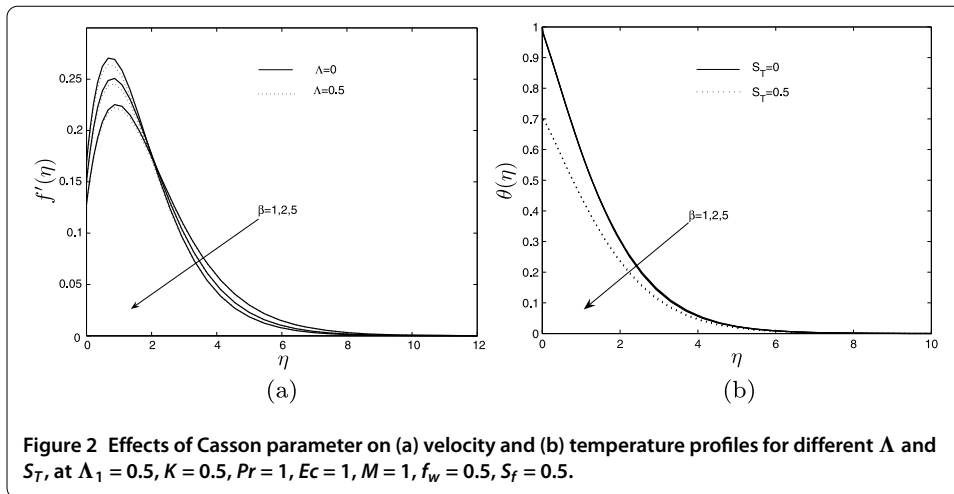 0.25
0.2
0.15
0.1
0.05
0
f′(η)
Λ=0
Λ=0.5
β=1,2,5
0 2 4 6 8 10 12
η
(a)
1
0.9
0.8
0.7
0.6
0.5
0.4
0.3
0.2
0.1
0
θ(η)
S_T=0
S_T=0.5
β=1,2,5
0 2 4 6 8 10
η
(b)
Figure 2 Effects of Casson parameter on (a) velocity and (b) temperature profiles for different Λ and
S_T, at Λ₁ = 0.5, K = 0.5, Pr = 1, Ec = 1, M = 1, f_w = 0.5, S_f = 0.5.